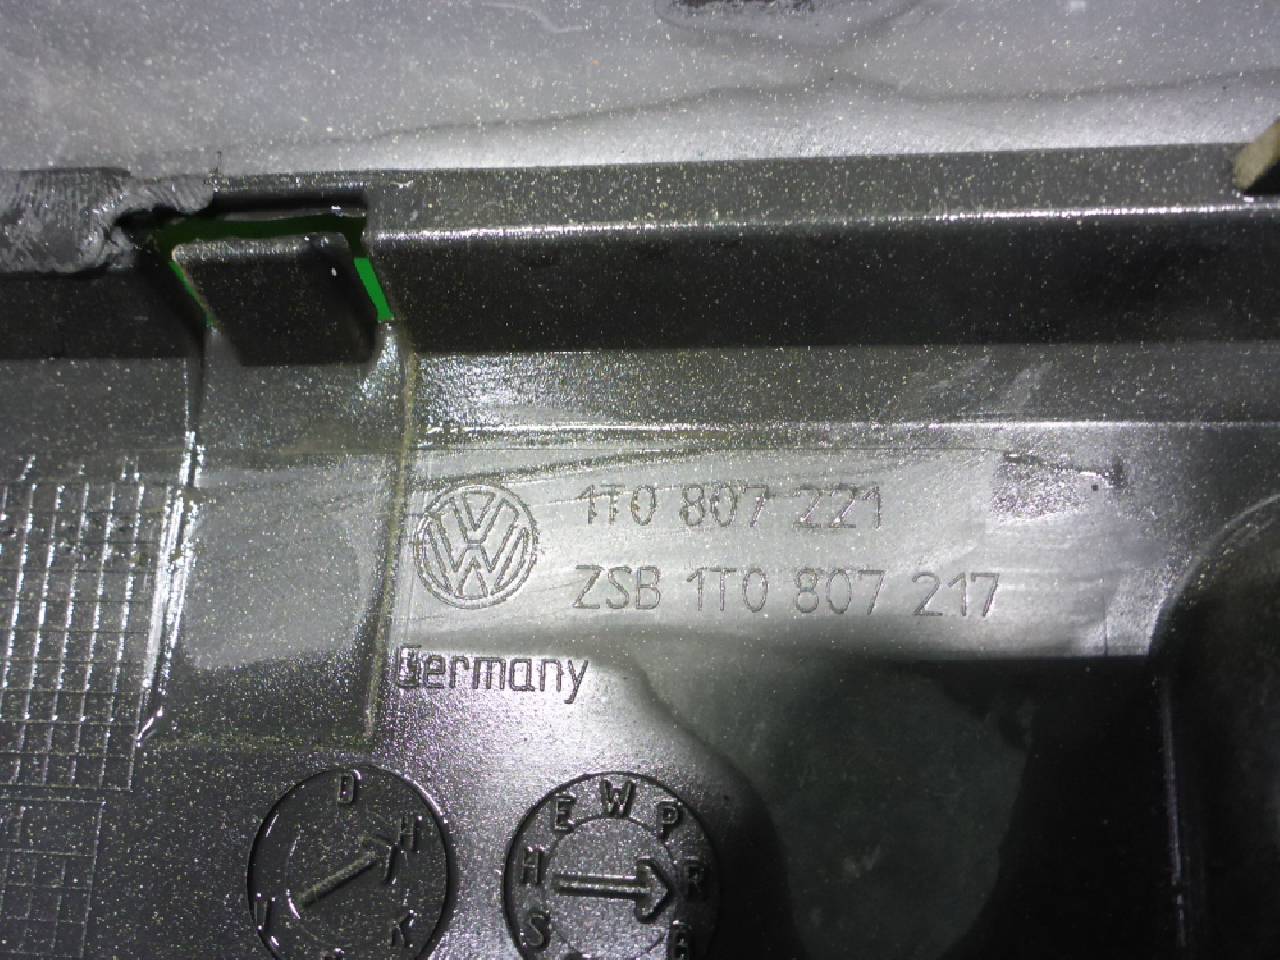 1T0 807 221
ZSB 1T0 807 217
Germany
D
H
K
E W P
H R
S